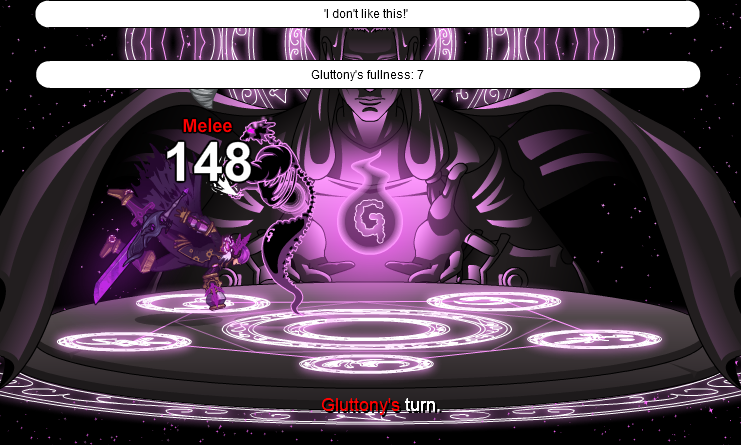 'I don't like this!'
Gluttony's fullness: 7
Melee
148
G
Gluttony's turn.